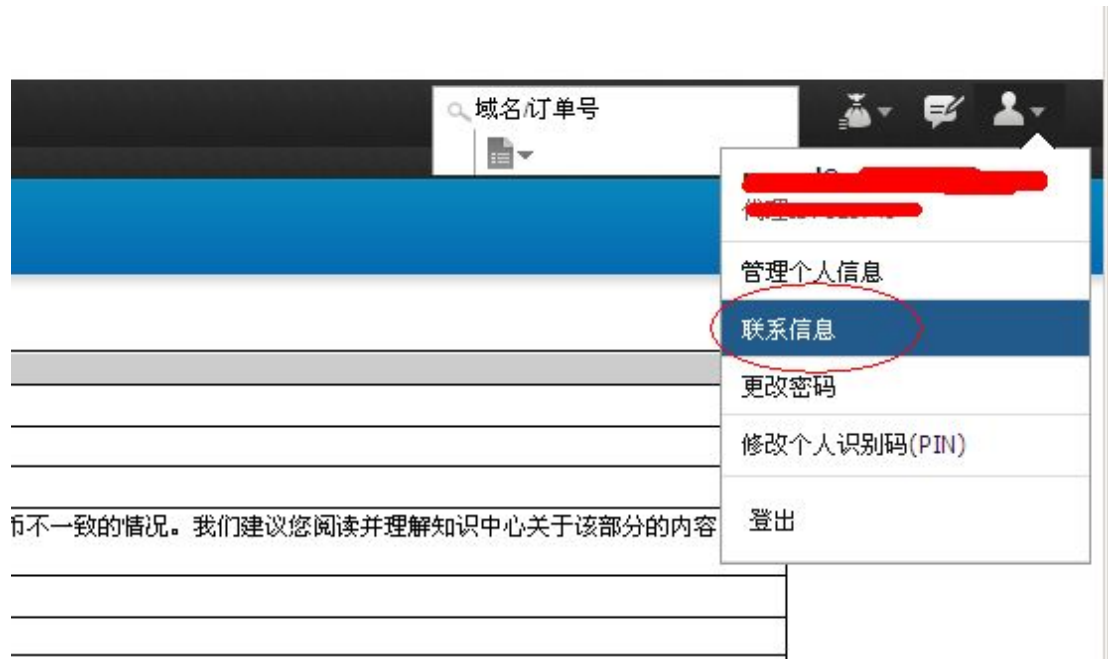 域名/订单号
管理个人信息
联系信息
更改密码
修改个人识别码(PIN)
登出
不一致的情况。我们建议您阅读并理解知识中心关于该部分的内容